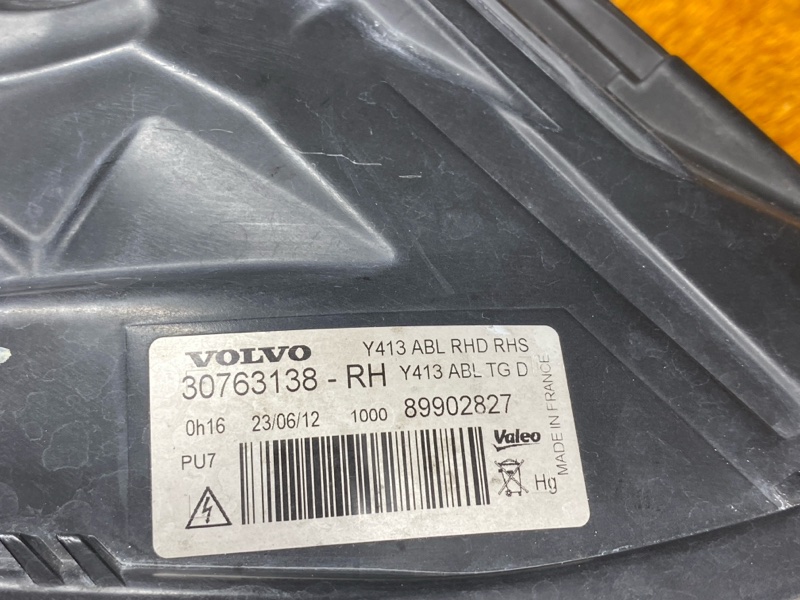 VOLVO Y413 ABL RHD RHS
30763138 - RH Y413 ABL TG D
0h16 23/06/12 1000 89902827
PU7
Valeo
Hg
MADE IN FRANCE